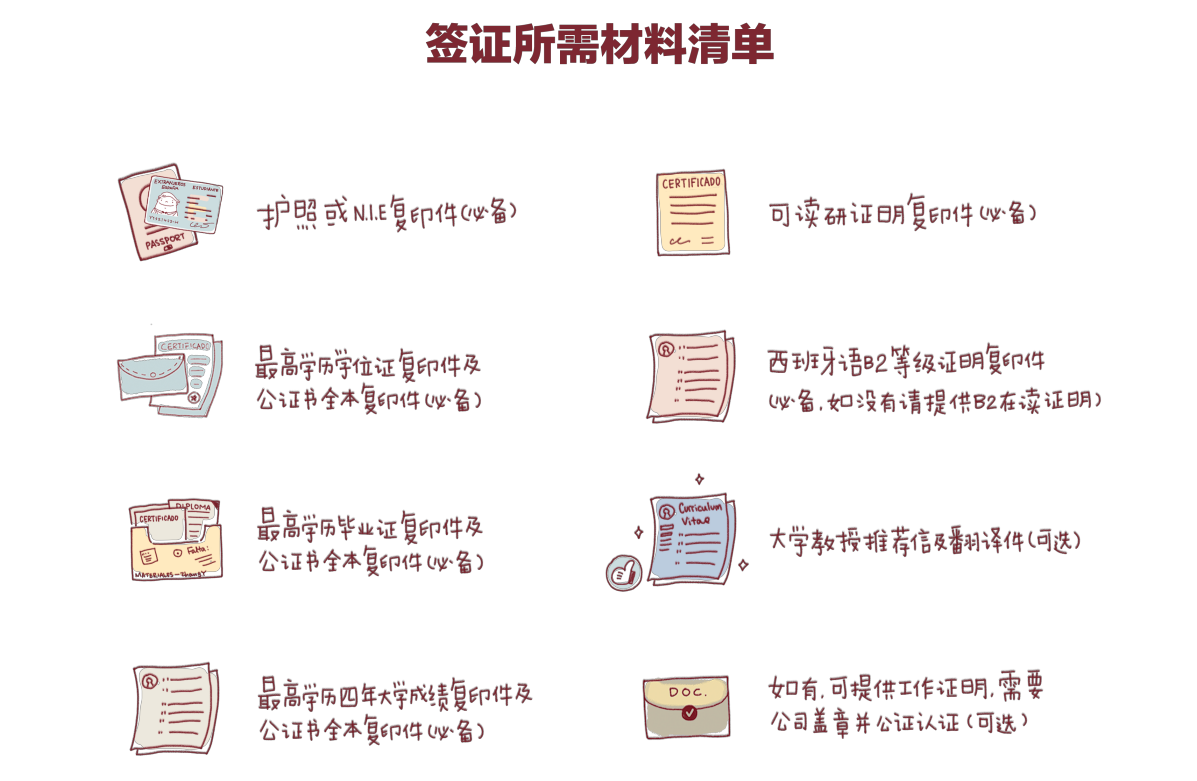 签证所需材料清单
EXTRANJEROS
ESTUDIANTE
PASSPORT
护照或N.I.E复印件(必备)
CERTIFICADO
可读研证明复印件(必备)
CERTIFICADO
最高学历学位证复印件及
公证书全本复印件(必备)
西班牙语B2等级证明复印件
(必备,如没有请提供B2在读证明)
DIPLOMA
CERTIFICADO
Falta:
MATERIALES-ZhangY
最高学历毕业证复印件及
公证书全本复印件(必备)
Curriculum
Vitae
大学教授推荐信及翻译件(可选)
最高学历四年大学成绩复印件及
公证书全本复印件(必备)
DOC.
如有,可提供工作证明,需要
公司盖章并公证认证(可选)